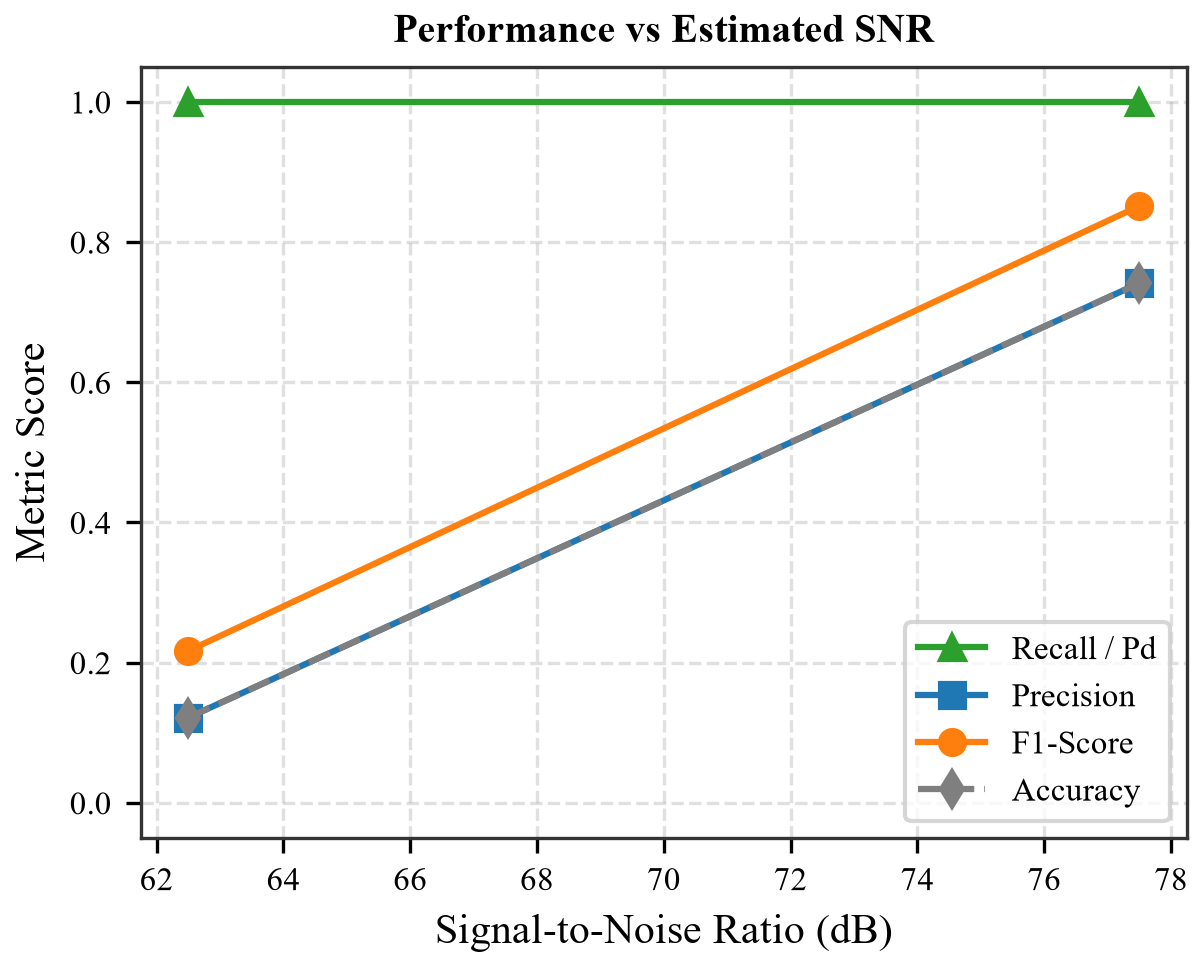 Performance vs Estimated SNR
Metric Score
1.0
0.8
0.6
0.4
0.2
0.0
Recall / Pd
Precision
F1-Score
Accuracy
62 64 66 68 70 72 74 76 78
Signal-to-Noise Ratio (dB)